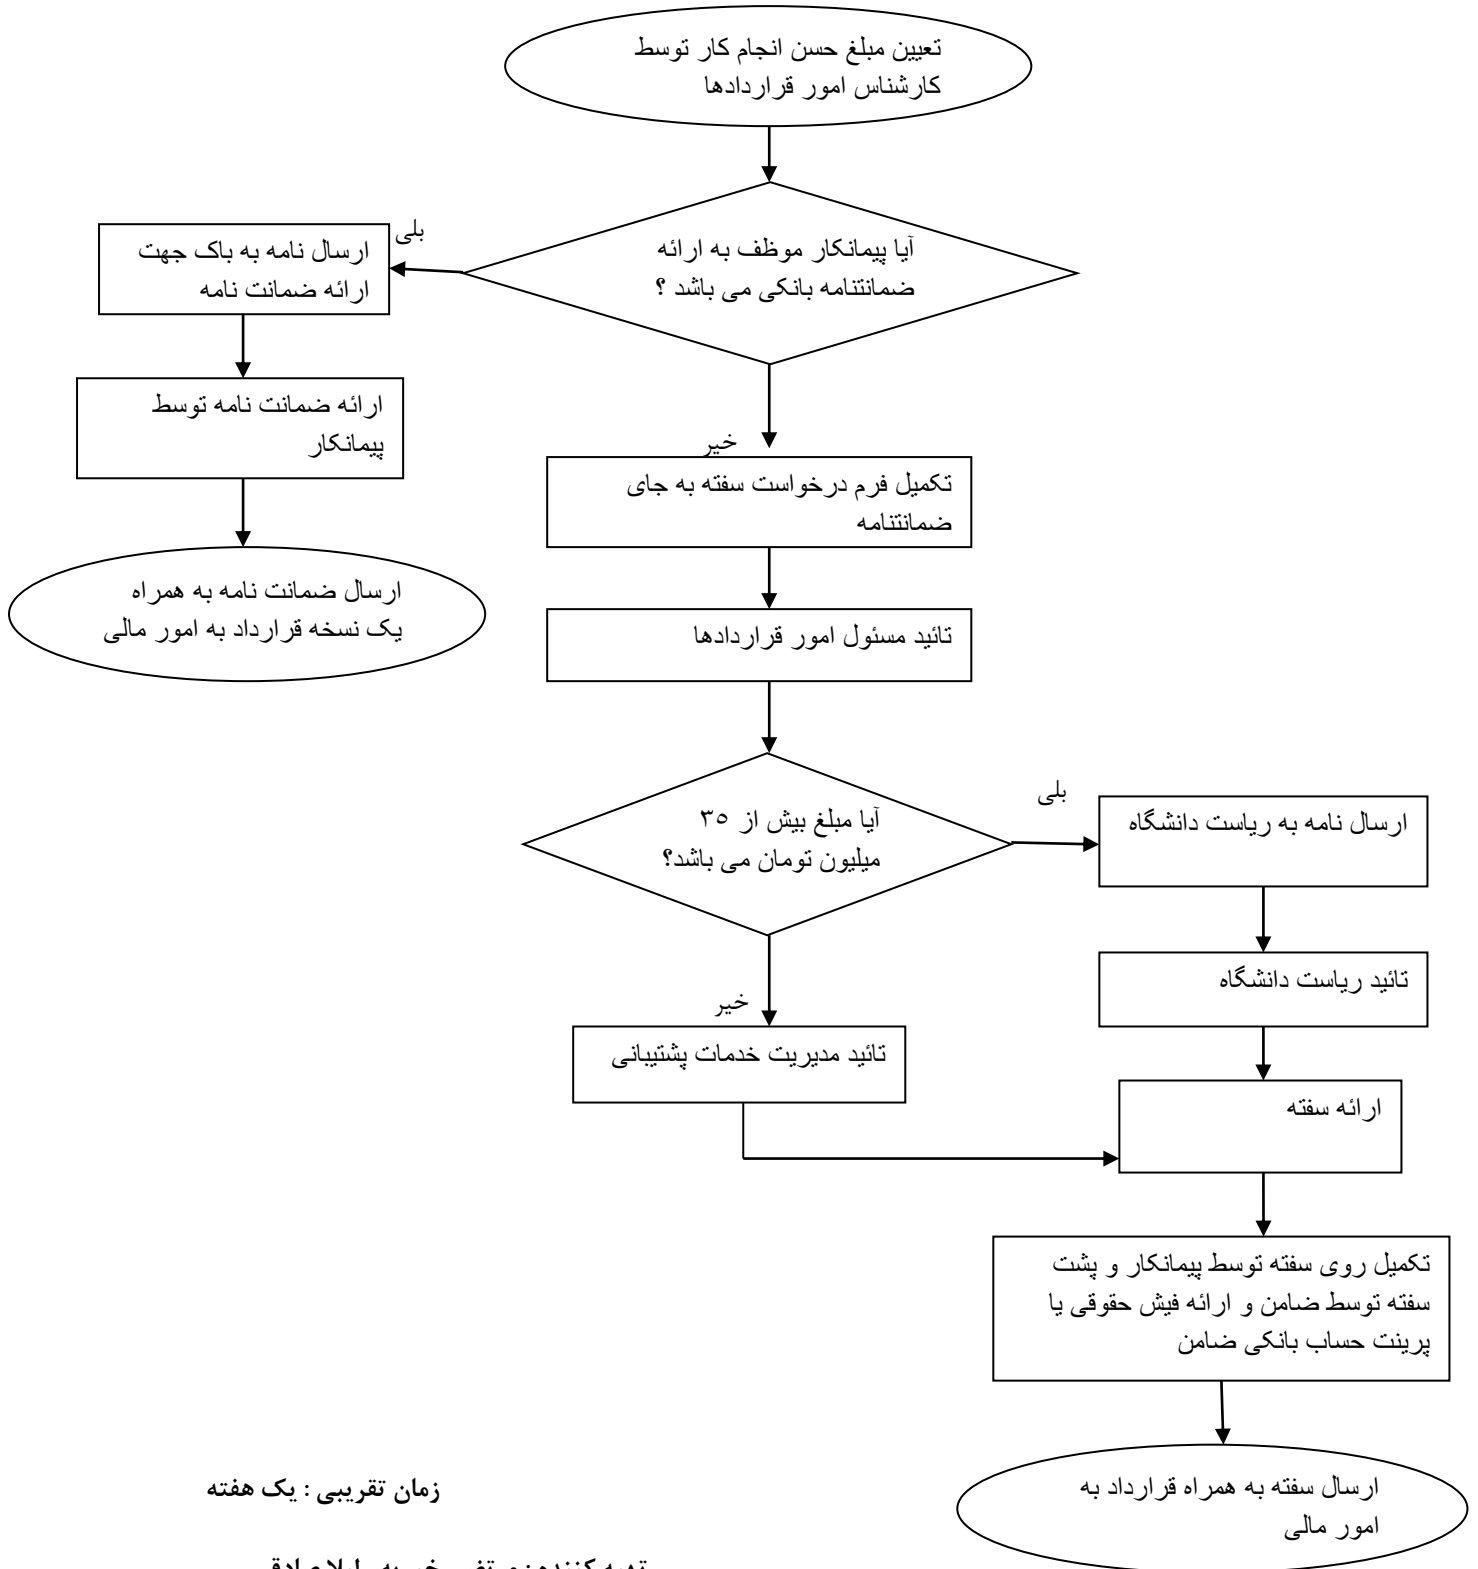 تعیین مبلغ حسن انجام کار توسط
کارشناس امور قراردادها
آیا پیمانکار موظف به ارائه
ضمانتنامه بانکی می باشد ؟
بلی
ارسال نامه به باک جهت
ارائه ضمانت نامه
ارائه ضمانت نامه توسط
پیمانکار
ارسال ضمانت نامه به همراه
یک نسخه قرارداد به امور مالی
خیر
تکمیل فرم درخواست سفته به جای
ضمانتنامه
تائید مسئول امور قراردادها
آیا مبلغ بیش از ۳۵
میلیون تومان می باشد؟
بلی
ارسال نامه به ریاست دانشگاه
تائید ریاست دانشگاه
خیر
تائید مدیریت خدمات پشتیبانی
ارائه سفته
تکمیل روی سفته توسط پیمانکار و پشت
سفته توسط ضامن و ارائه فیش حقوقی یا
پرینت حساب بانکی ضامن
ارسال سفته به همراه قرارداد به
امور مالی
زمان تقریبی : یک هفته
تهیه کننده :